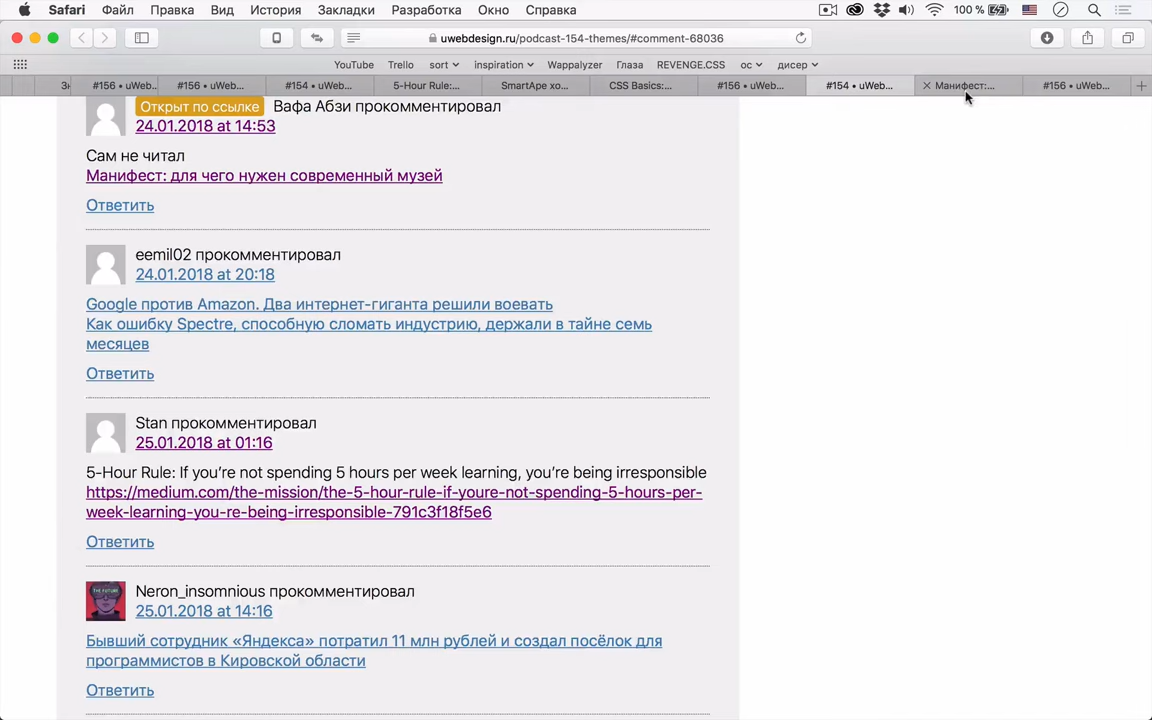 Safari Файл Правка Вид История Закладки Разработка Окно Справка 100 %
uwebdesign.ru/podcast-154-themes/#comment-68036
YouTube Trello sort inspiration Wappalyzer Глаза REVENGE.CSS ос дисер
#156 • uWeb... #156 • uWeb... #154 • uWeb... 5-Hour Rule:... SmartApe хо... CSS Basics:... #156 • uWeb... #154 • uWeb... Манифест:... #156 • uWeb...
Открыт по ссылке Вафа Абзи прокомментировал
24.01.2018 at 14:53
Сам не читал
Манифест: для чего нужен современный музей
Ответить
eemil02 прокомментировал
24.01.2018 at 20:18
Google против Amazon. Два интернет-гиганта решили воевать
Как ошибку Spectre, способную сломать индустрию, держали в тайне семь
месяцев
Ответить
Stan прокомментировал
25.01.2018 at 01:16
5-Hour Rule: If you’re not spending 5 hours per week learning, you’re being irresponsible
https://medium.com/the-mission/the-5-hour-rule-if-youre-not-spending-5-hours-per-
week-learning-you-re-being-irresponsible-791c3f18f5e6
Ответить
THE FUTURE
Neron_insomnious прокомментировал
25.01.2018 at 14:16
Бывший сотрудник «Яндекса» потратил 11 млн рублей и создал посёлок для
программистов в Кировской области
Ответить